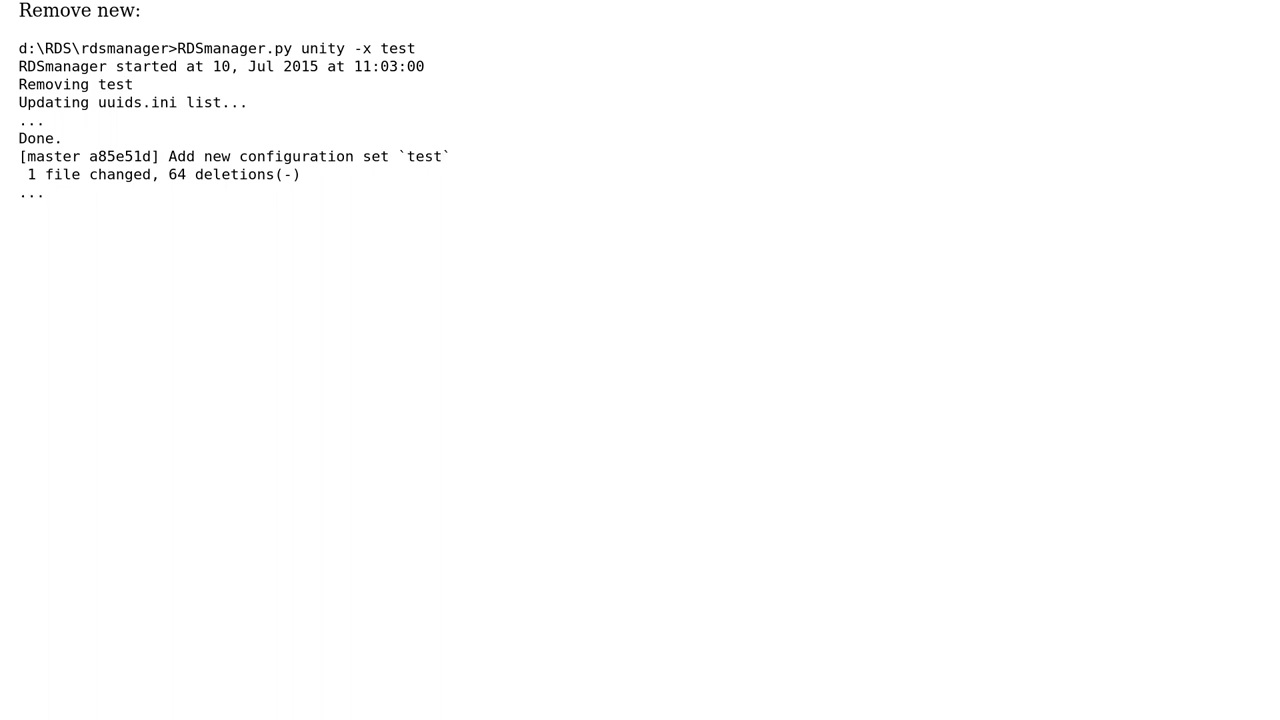 Remove new:
d:\RDS\rdsmanager>RDSmanager.py unity -x test
RDSmanager started at 10, Jul 2015 at 11:03:00
Removing test
Updating uuids.ini list...
...
Done.
[master a85e51d] Add new configuration set `test`
 1 file changed, 64 deletions(-)
...